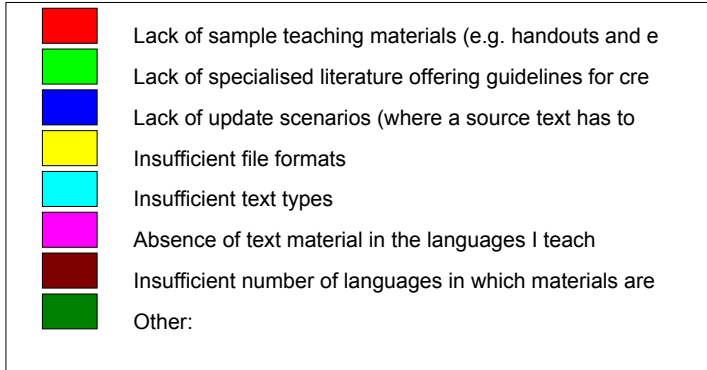 Lack of sample teaching materials (e.g. handouts and e
Lack of specialised literature offering guidelines for cre
Lack of update scenarios (where a source text has to
Insufficient file formats
Insufficient text types
Absence of text material in the languages I teach
Insufficient number of languages in which materials are
Other: